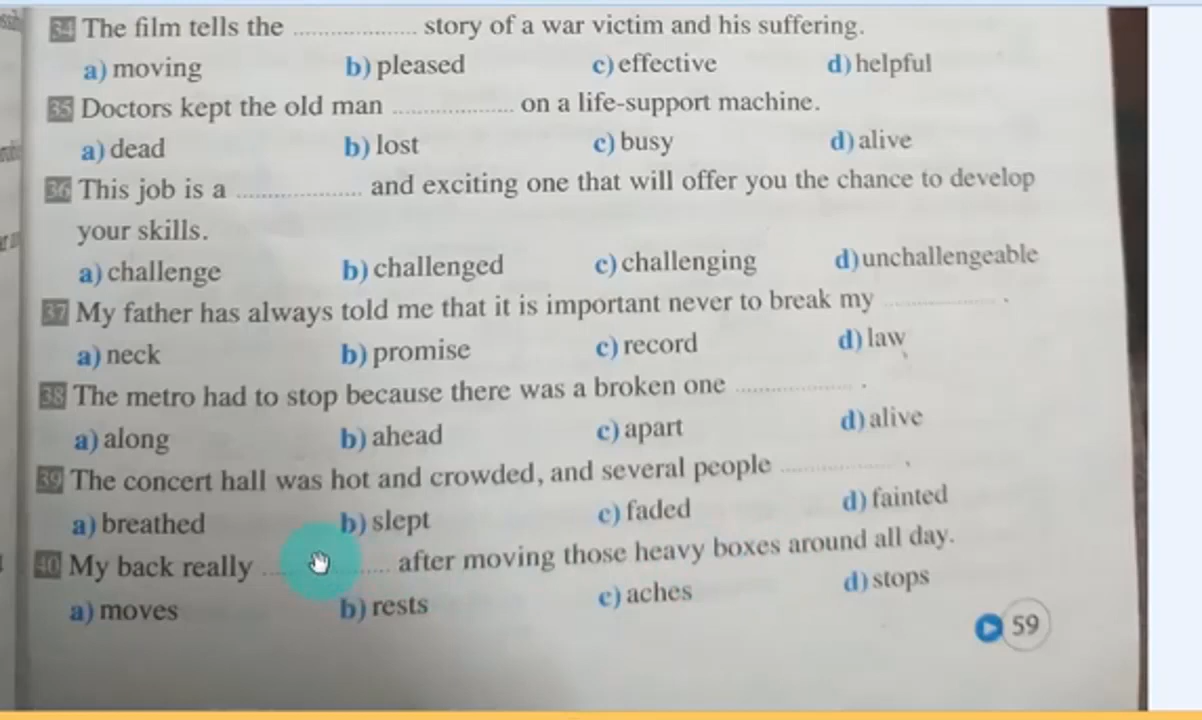 34 The film tells the .................... story of a war victim and his suffering.
a) moving b) pleased c) effective d) helpful
35 Doctors kept the old man .................... on a life-support machine.
a) dead b) lost c) busy d) alive
36 This job is a .................... and exciting one that will offer you the chance to develop
your skills.
a) challenge b) challenged c) challenging d) unchallengeable
37 My father has always told me that it is important never to break my .................... .
a) neck b) promise c) record d) law
38 The metro had to stop because there was a broken one .................... .
a) along b) ahead c) apart d) alive
39 The concert hall was hot and crowded, and several people .................... .
a) breathed b) slept c) faded d) fainted
40 My back really .................... after moving those heavy boxes around all day.
a) moves b) rests c) aches d) stops
59